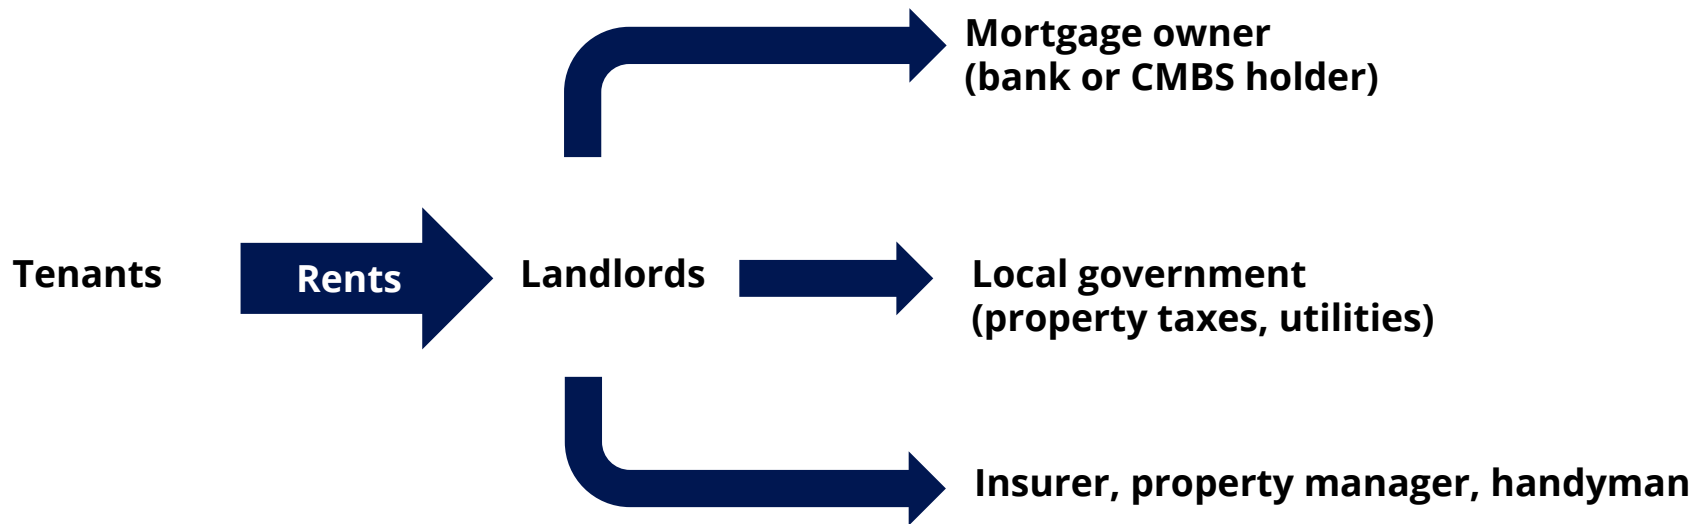 Mortgage owner
(bank or CMBS holder)
Tenants
Rents
Landlords
Local government
(property taxes, utilities)
Insurer, property manager, handyman